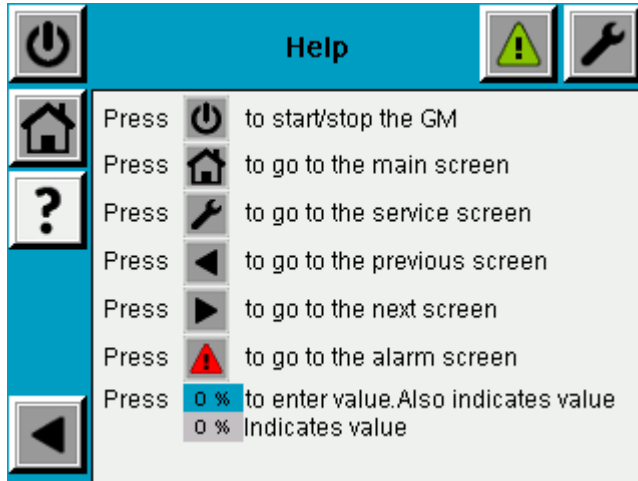 Help
Press to start/stop the GM
Press to go to the main screen
?
Press to go to the service screen
Press to go to the previous screen
Press to go to the next screen
Press to go to the alarm screen
Press 0 % to enter value.Also indicates value
0 % Indicates value